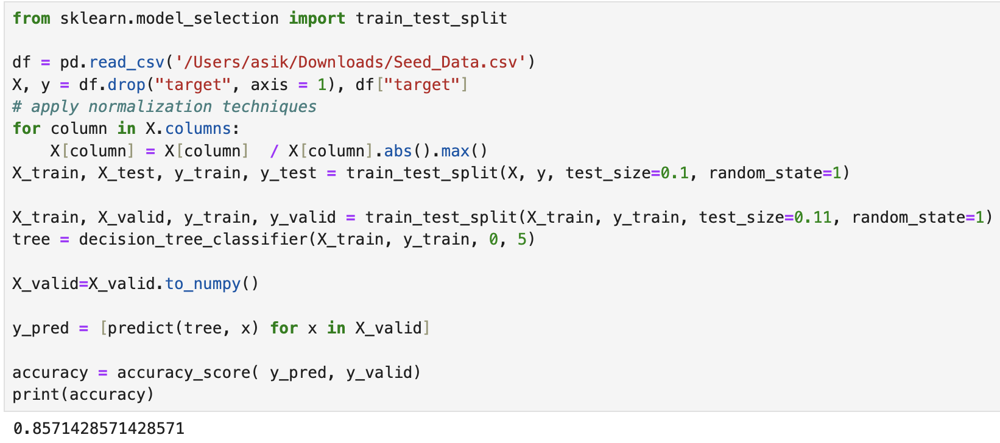 from sklearn.model_selection import train_test_split
df = pd.read_csv('/Users/asik/Downloads/Seed_Data.csv')
X, y = df.drop("target", axis = 1), df["target"]
# apply normalization techniques
for column in X.columns:
    X[column] = X[column]  / X[column].abs().max()
X_train, X_test, y_train, y_test = train_test_split(X, y, test_size=0.1, random_state=1)
X_train, X_valid, y_train, y_valid = train_test_split(X_train, y_train, test_size=0.11, random_state=1)
tree = decision_tree_classifier(X_train, y_train, 0, 5)
X_valid=X_valid.to_numpy()
y_pred = [predict(tree, x) for x in X_valid]
accuracy = accuracy_score( y_pred, y_valid)
print(accuracy)
0.8571428571428571